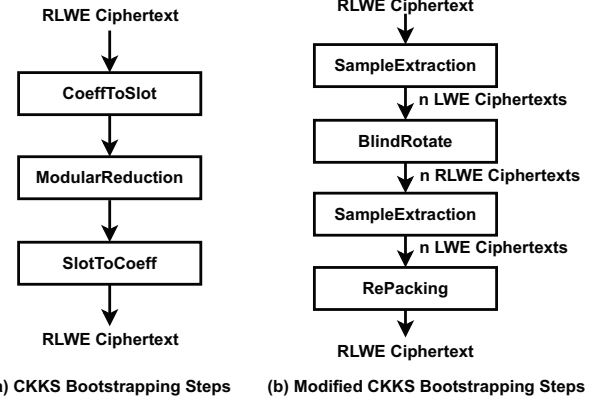 RLWE Ciphertext
CoeffToSlot
ModularReduction
SlotToCoeff
RLWE Ciphertext
a) CKKS Bootstrapping Steps
RLWE Ciphertext
SampleExtraction
n LWE Ciphertexts
BlindRotate
n RLWE Ciphertexts
SampleExtraction
n LWE Ciphertexts
RePacking
RLWE Ciphertext
(b) Modified CKKS Bootstrapping Steps